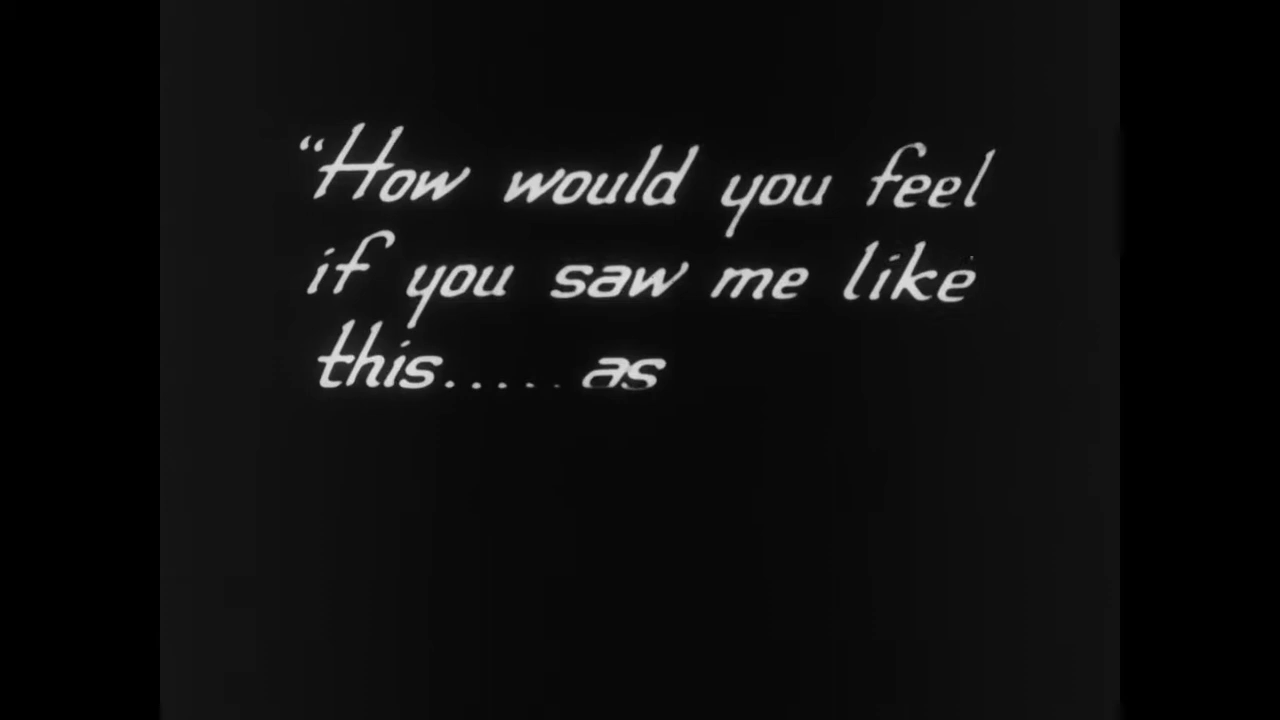 “How would you feel
if you saw me like
this..... as